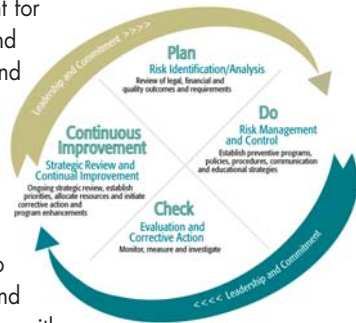 t for
nd
nd
Leadership and Commitment >>>>
Plan
Risk Identification/Analysis
Review of legal, financial and
quality outcomes and requirements
Do
Risk Management
and Control
Establish preventive programs,
policies, procedures, communication
and educational strategies
Continuous
Improvement
Strategic Review and
Continual Improvement
Ongoing strategic review, establish
priorities, allocate resources and initiate
corrective action and
program enhancements
Check
Evaluation and
Corrective Action
Monitor, measure and investigate
<<<< Leadership and Commitment
o
nd